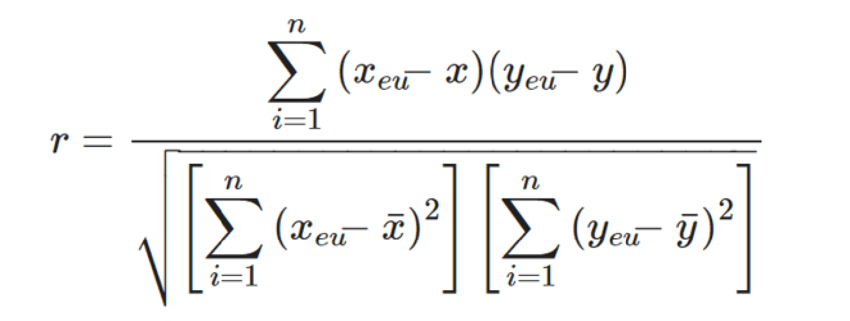 r = \frac{\sum_{i=1}^{n} (x_{eu} - x)(y_{eu} - y)}{\sqrt{\left[\sum_{i=1}^{n} (x_{eu} - \bar{x})^2\right] \left[\sum_{i=1}^{n} (y_{eu} - \bar{y})^2\right]}}